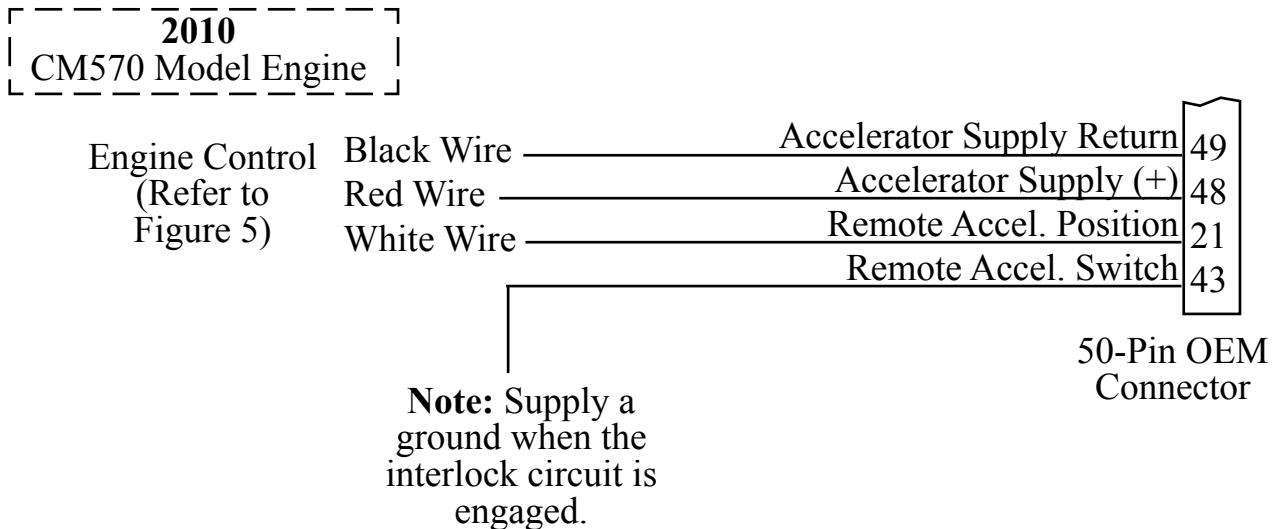 2010
CM570 Model Engine
Engine Control
(Refer to
Figure 5)
Black Wire
Accelerator Supply Return
49
Red Wire
Accelerator Supply (+)
48
White Wire
Remote Accel. Position
21
Remote Accel. Switch
43
50-Pin OEM
Connector
Note: Supply a
ground when the
interlock circuit is
engaged.